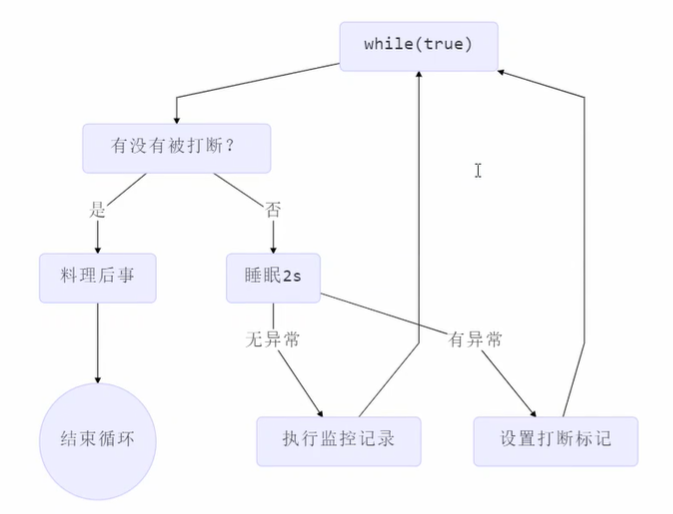 while(true)
有没有被打断？
是
否
料理后事
睡眠2s
无异常
有异常
结束循环
执行监控记录
设置打断标记